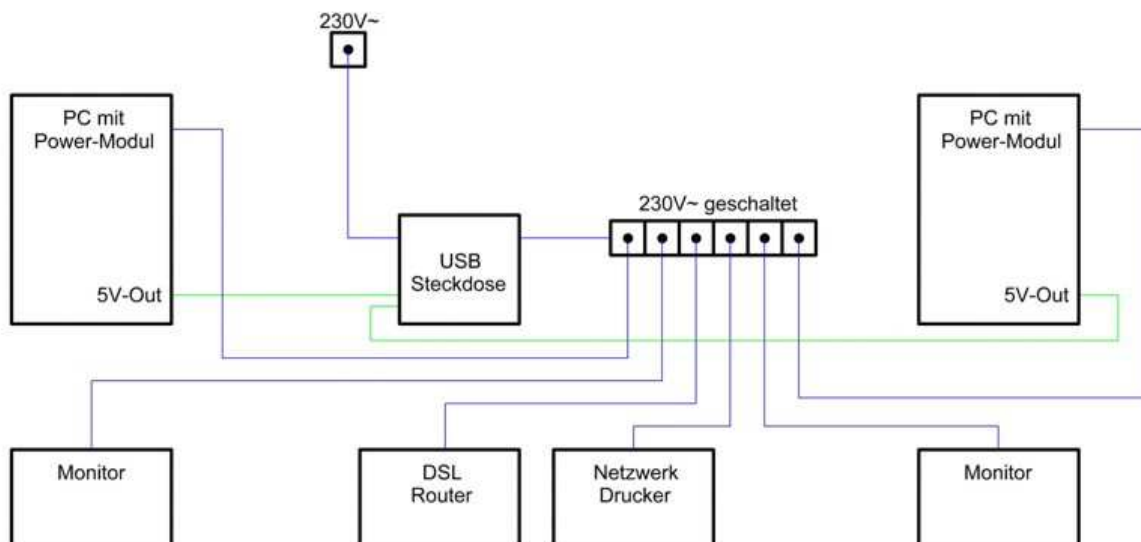 230V~
PC mit
Power-Modul
PC mit
Power-Modul
230V~ geschaltet
USB
Steckdose
5V-Out
5V-Out
Monitor
DSL
Router
Netzwerk
Drucker
Monitor